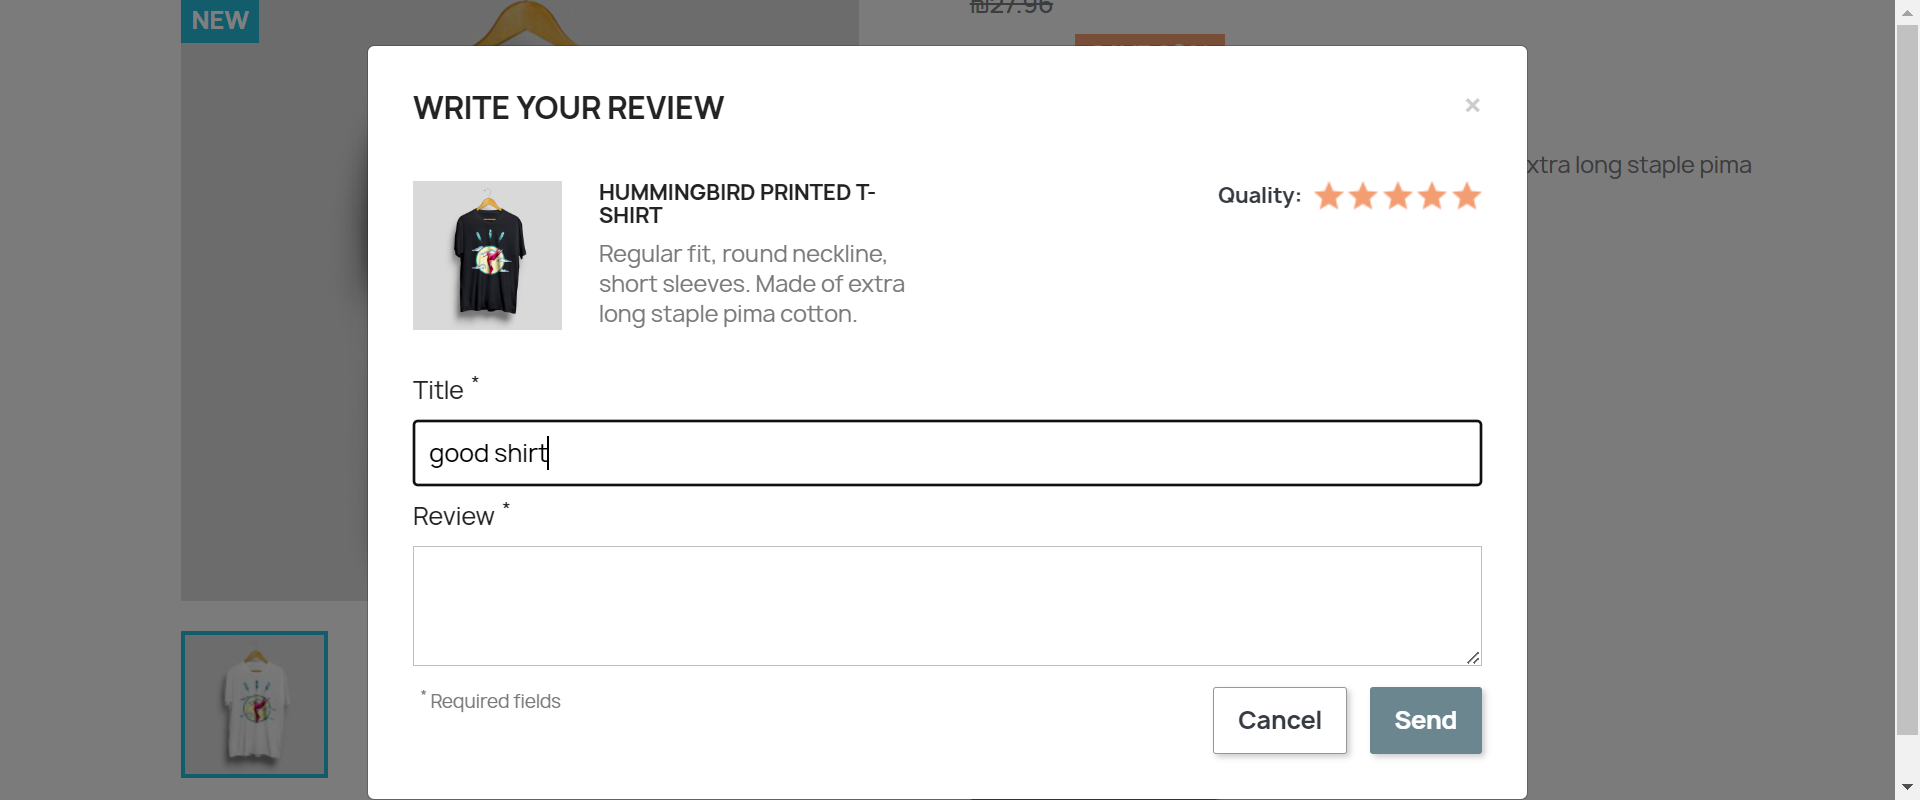 NEW
₪27.96
WRITE YOUR REVIEW
×
HUMMINGBIRD PRINTED T-
SHIRT
Quality:
Regular fit, round neckline,
short sleeves. Made of extra
long staple pima cotton.
xtra long staple pima
Title *
good shirt
Review *
* Required fields
Cancel
Send